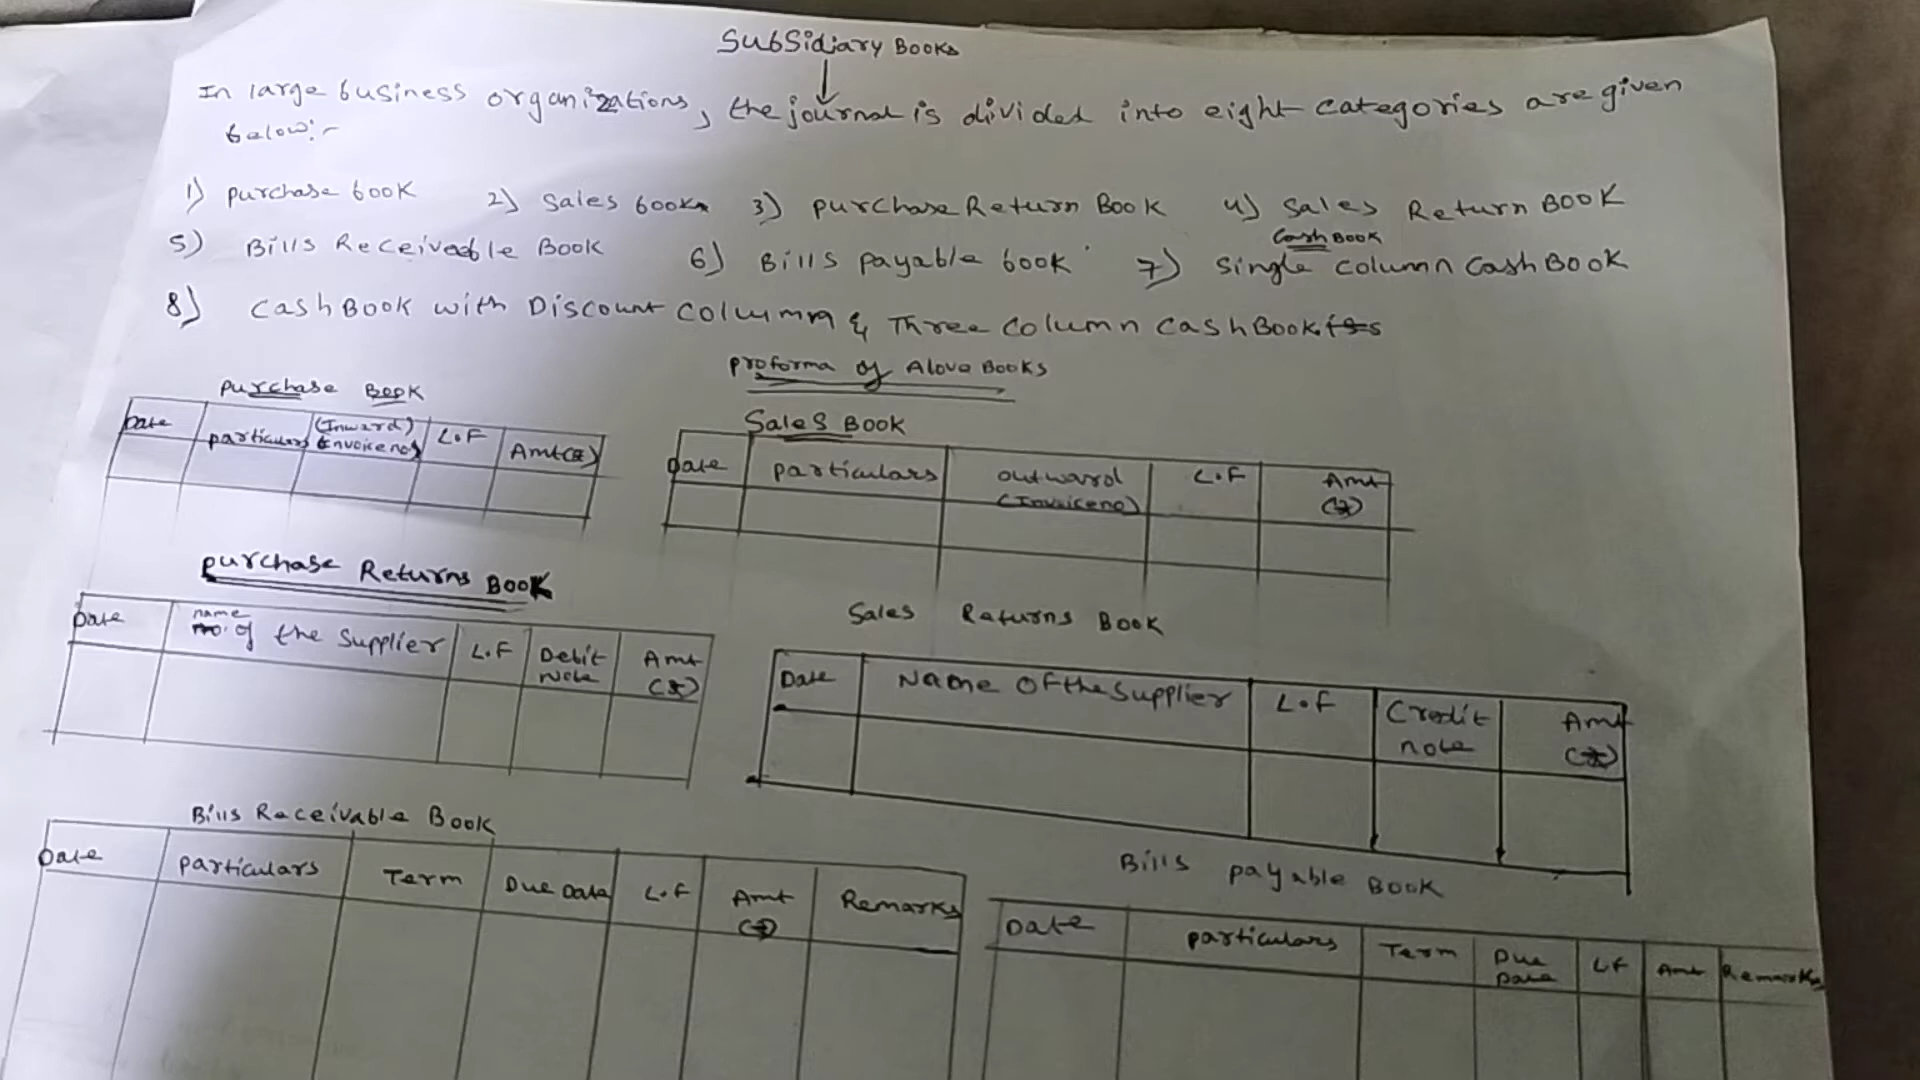 SubSidiary Books
In large business organizations, the journal is divided into eight categories are given
below:-
1) purchase book 2) Sales book 3) purchase Return Book 4) Sales Return BOOK
Cash BOOK
5) Bills Receivable Book 6) Bills payable book 7) Single column Cash BOOK
8) Cash Book with Discount columnn & Three column cash Book.
proforma of Alove Books
purchase Book
Date particulars (Inward) Invoice no L.F Amt(₹)
Sales Book
Date particulars outward (Invoice no) L.F Amt (₹)
purchase Returns Book
Date name of the Supplier L.F Debit Note Amt (₹)
Sales Returns Book
Date Name Of the Supplier L.F Credit note Amt (₹)
Bills Receivable Book
Date particulars Term Due Date L.F Amt (₹) Remarks
Bills payable Book
Date particulars Term Due Date LF Amt Remarks